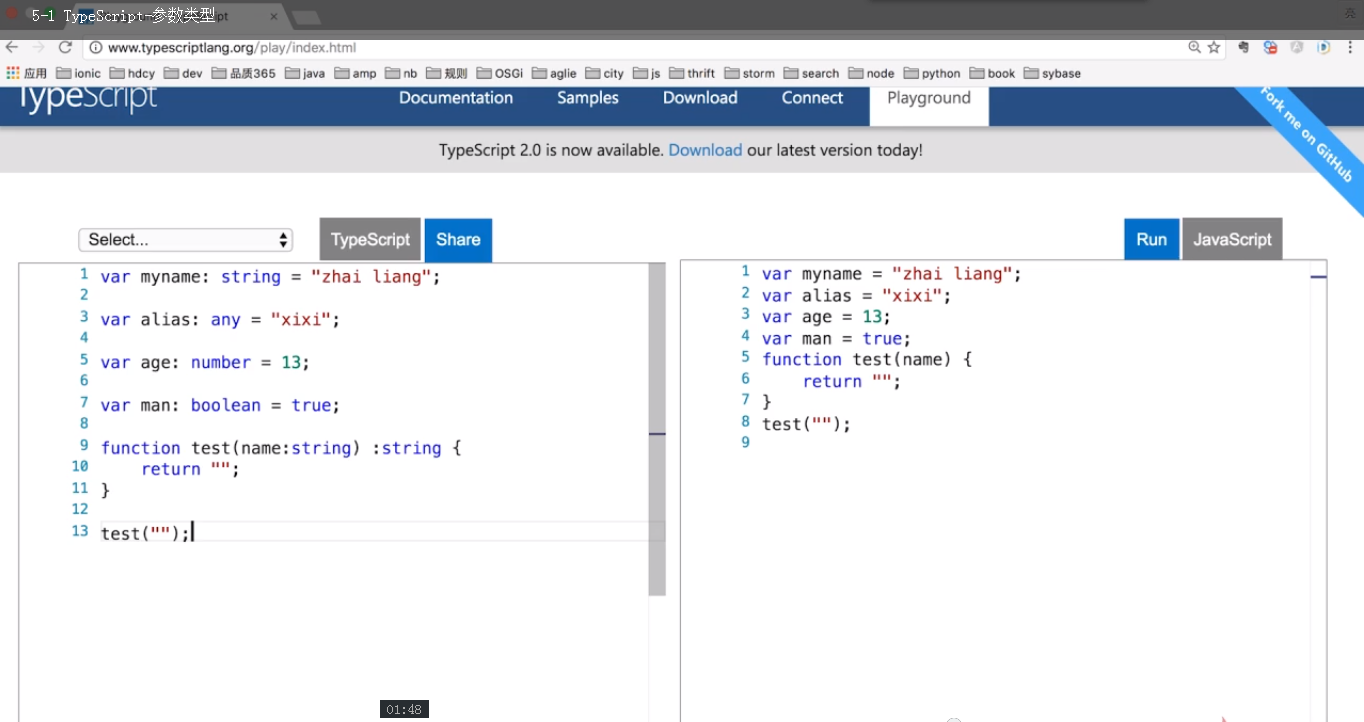 5-1 TypeScript-参数类型
www.typescriptlang.org/play/index.html
应用 ionic hdcy dev 品质365 java amp nb 规则 OSGi aglie city js thrift storm search node python book sybase
TypeScript Documentation Samples Download Connect Playground
Fork me on GitHub
TypeScript 2.0 is now available. Download our latest version today!
Select... TypeScript Share
1 var myname: string = "zhai liang";
2
3 var alias: any = "xixi";
4
5 var age: number = 13;
6
7 var man: boolean = true;
8
9 function test(name:string) :string {
10 return "";
11 }
12
13 test("");
Run JavaScript
1 var myname = "zhai liang";
2 var alias = "xixi";
3 var age = 13;
4 var man = true;
5 function test(name) {
6 return "";
7 }
8 test("");
9
01:48